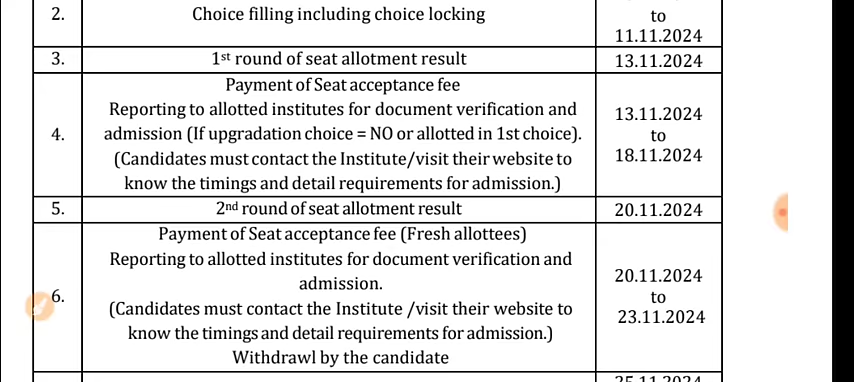 2.
Choice filling including choice locking
to
11.11.2024
3.
1st round of seat allotment result
13.11.2024
4.
Payment of Seat acceptance fee
Reporting to allotted institutes for document verification and
admission (If upgradation choice = NO or allotted in 1st choice).
(Candidates must contact the Institute/visit their website to
know the timings and detail requirements for admission.)
13.11.2024
to
18.11.2024
5.
2nd round of seat allotment result
20.11.2024
6.
Payment of Seat acceptance fee (Fresh allottees)
Reporting to allotted institutes for document verification and
admission.
(Candidates must contact the Institute /visit their website to
know the timings and detail requirements for admission.)
Withdrawl by the candidate
20.11.2024
to
23.11.2024
25.11.2024